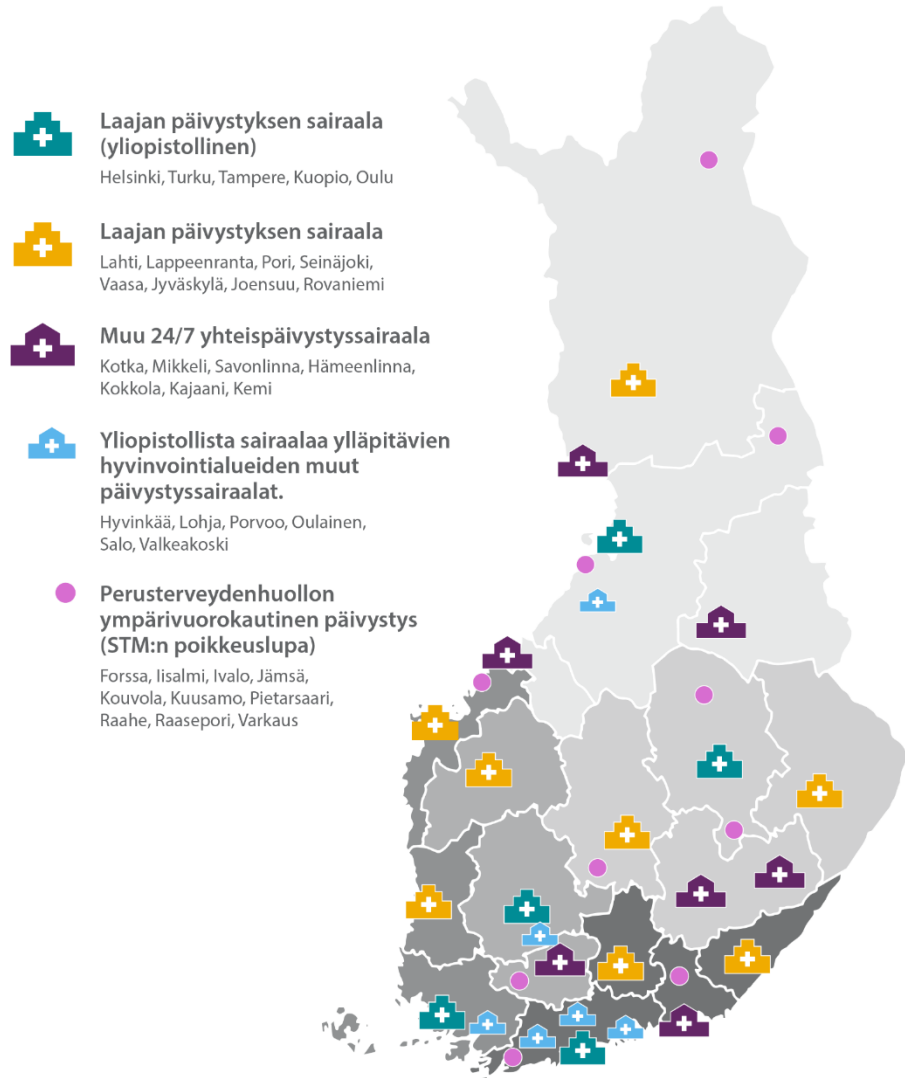 Laajan päivystyksen sairaala
(yliopistollinen)
Helsinki, Turku, Tampere, Kuopio, Oulu
Laajan päivystyksen sairaala
Lahti, Lappeenranta, Pori, Seinäjoki,
Vaasa, Jyväskylä, Joensuu, Rovaniemi
Muu 24/7 yhteispäivystyssairaala
Kotka, Mikkeli, Savonlinna, Hämeenlinna,
Kokkola, Kajaani, Kemi
Yliopistollista sairaalaa ylläpitävien
hyvinvointialueiden muut
päivystyssairaalat.
Hyvinkää, Lohja, Porvoo, Oulainen,
Salo, Valkeakoski
Perusterveydenhuollon
ympärivuorokautinen päivystys
(STM:n poikkeuslupa)
Forssa, Iisalmi, Ivalo, Jämsä,
Kouvola, Kuusamo, Pietarsaari,
Raahe, Raasepori, Varkaus